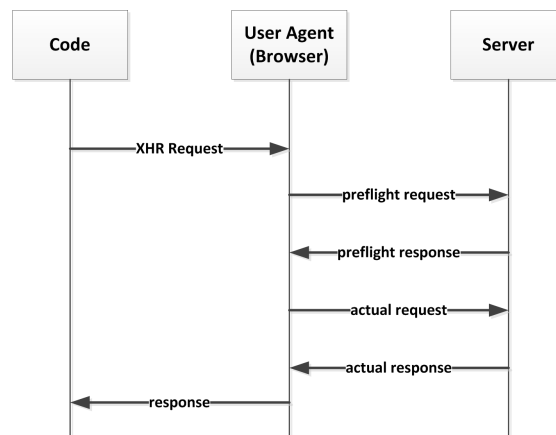 Code
User Agent
(Browser)
Server
XHR Request
preflight request
preflight response
actual request
actual response
response